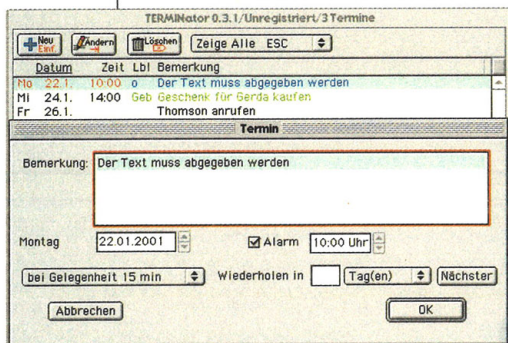 TERMINator 0.3.1/Unregistriert/3 Termine
Neu Einf. Ändern Löschen Zeige Alle ESC
Datum Zeit Lbl Bemerkung
Mo 22.1. 10:00 o Der Text muss abgegeben werden
Mi 24.1. 14:00 Geb Geschenk für Gerda kaufen
Fr 26.1. Thomson anrufen
Termin
Bemerkung: Der Text muss abgegeben werden
Montag 22.01.2001 Alarm 10:00 Uhr
bei Gelegenheit 15 min Wiederholen in Tag(en) Nächster
Abbrechen OK